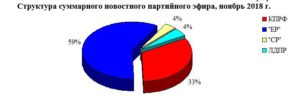 Структура суммарного новостного партийного эфира, ноябрь 2018 г.
4%
4%
59%
33%
КПРФ
"ЕР"
"СР"
ЛДПР